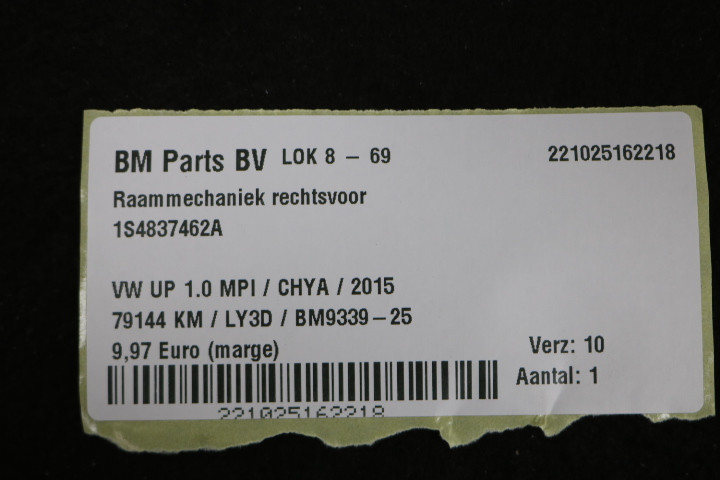 BM Parts BV LOK 8 – 69 221025162218
Raammechaniek rechtsvoor
1S4837462A
VW UP 1.0 MPI / CHYA / 2015
79144 KM / LY3D / BM9339–25
9,97 Euro (marge) Verz: 10
Aantal: 1
221025162218